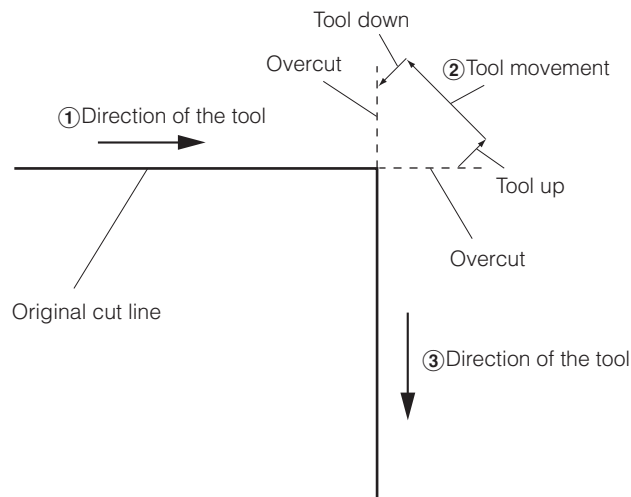 Tool down
Overcut
②Tool movement
①Direction of the tool
Tool up
Overcut
Original cut line
③Direction of the tool